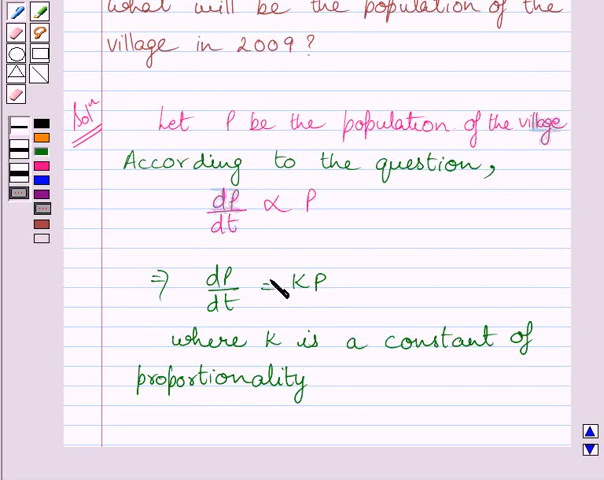 what will be the population of the
village in 2009?
Solⁿ Let P be the population of the village
According to the question,
dP/dt ∝ P
⇒ dP/dt = KP
where K is a constant of
proportionality